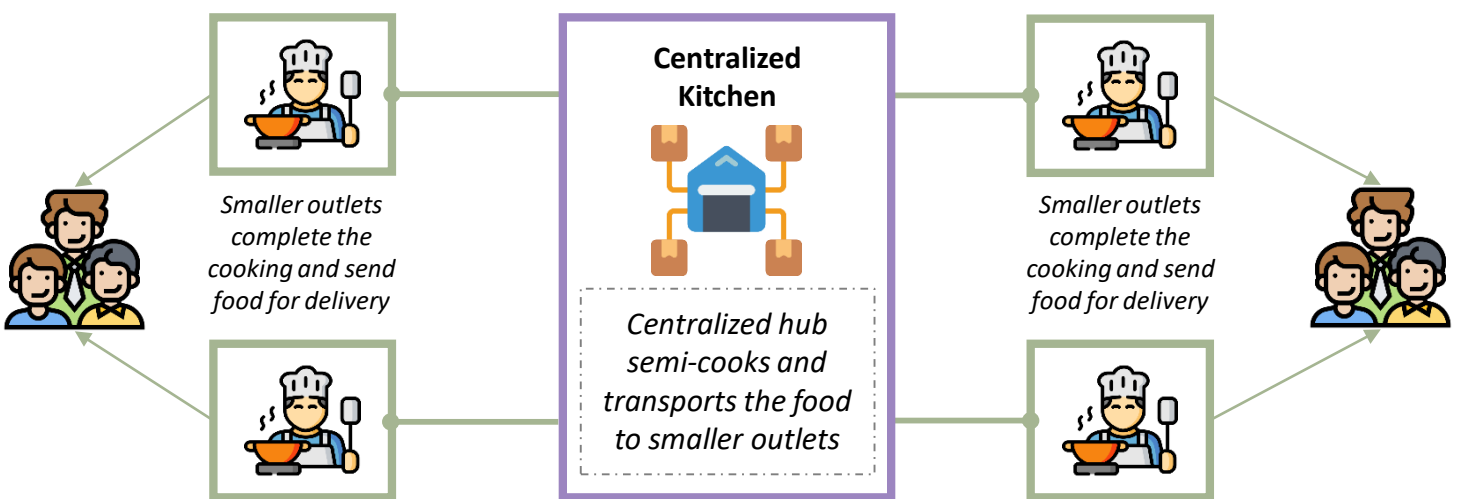 Centralized
Kitchen
Smaller outlets
complete the
cooking and send
food for delivery
Centralized hub
semi-cooks and
transports the food
to smaller outlets
Smaller outlets
complete the
cooking and send
food for delivery